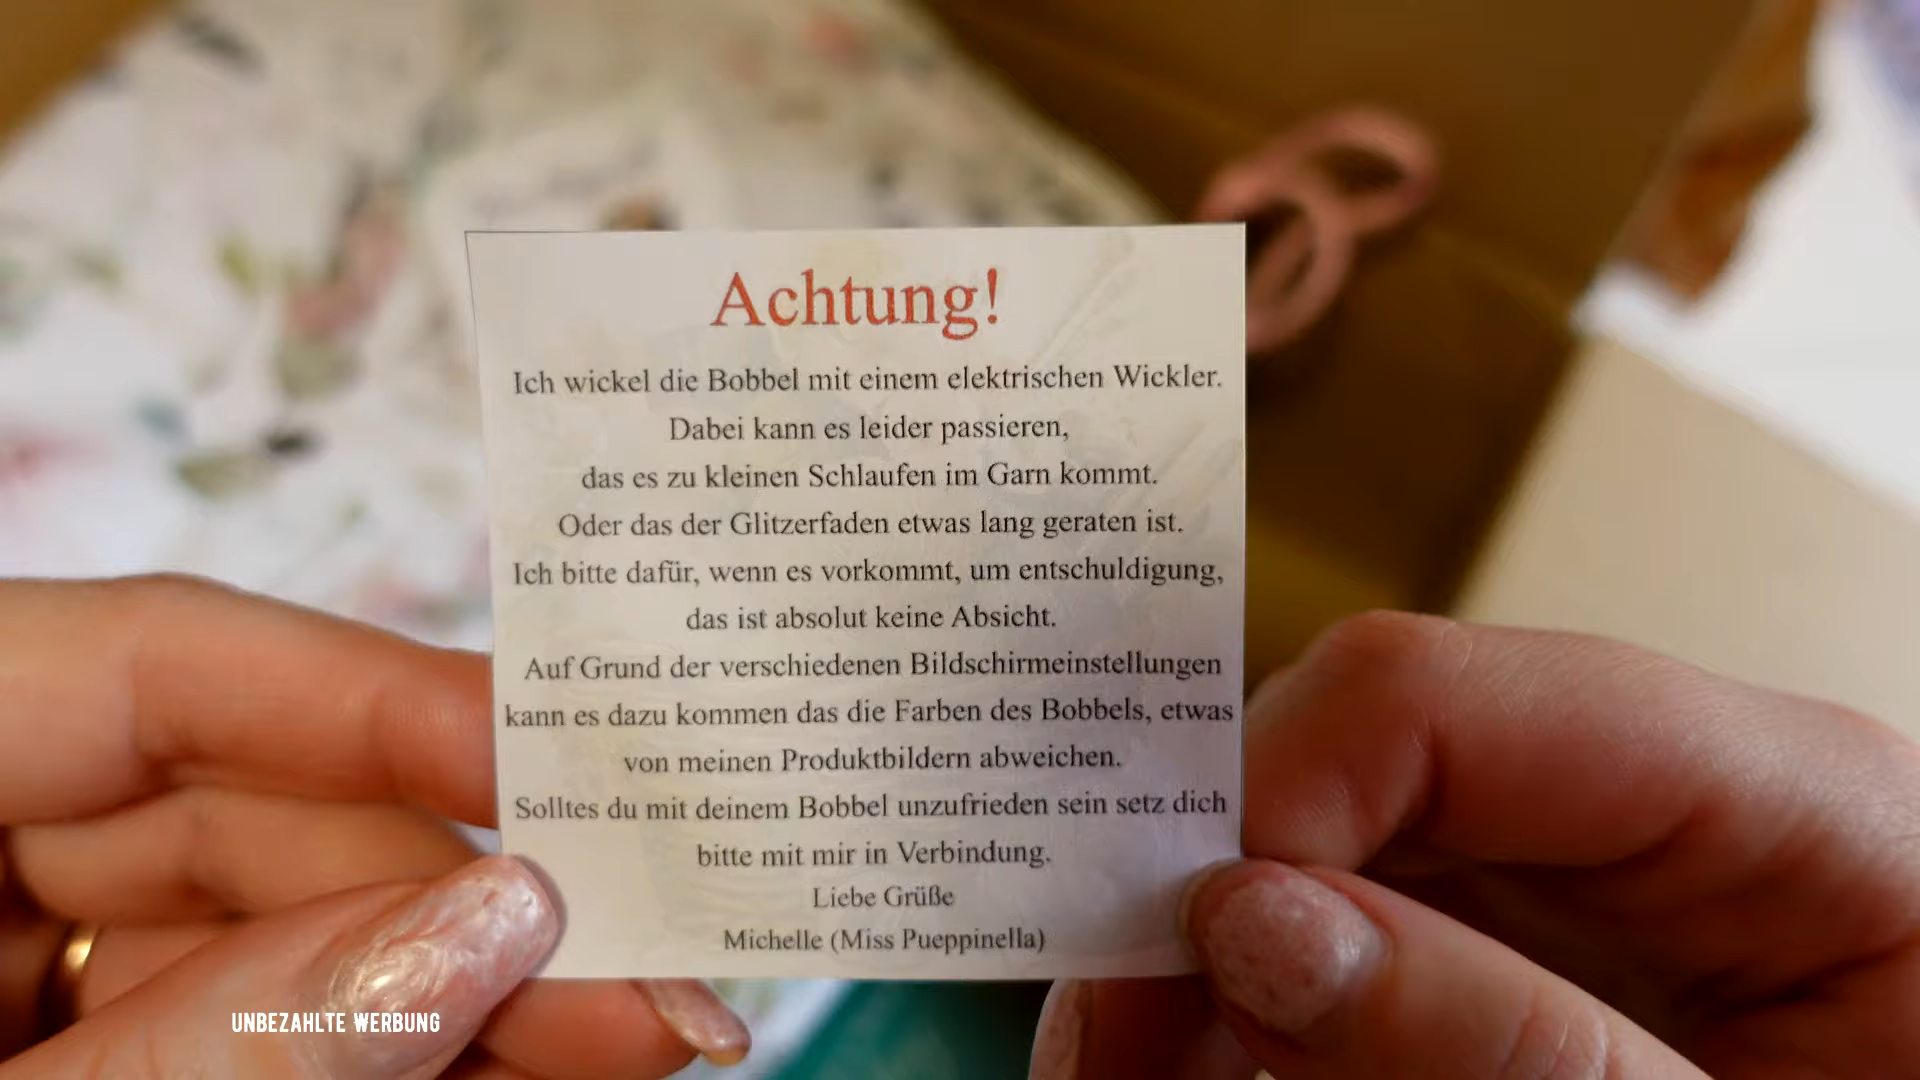 Achtung!
Ich wickel die Bobbel mit einem elektrischen Wickler.
Dabei kann es leider passieren,
das es zu kleinen Schlaufen im Garn kommt.
Oder das der Glitzerfaden etwas lang geraten ist.
Ich bitte dafür, wenn es vorkommt, um entschuldigung,
das ist absolut keine Absicht.
Auf Grund der verschiedenen Bildschirmeinstellungen
kann es dazu kommen das die Farben des Bobbels, etwas
von meinen Produktbildern abweichen.
Solltes du mit deinem Bobbel unzufrieden sein setz dich
bitte mit mir in Verbindung.
Liebe Grüße
Michelle (Miss Pueppinella)
UNBEZAHLTE WERBUNG